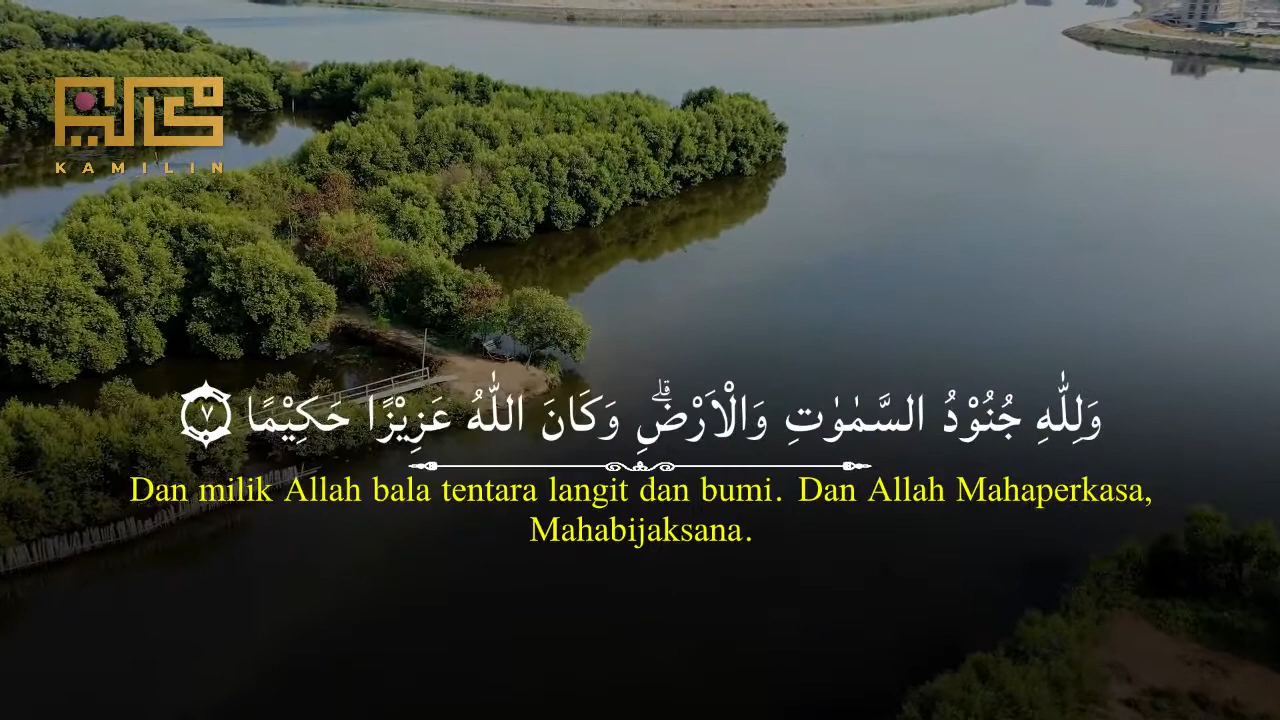 KAMILIN
وَلِلّٰهِ جُنُوْدُ السَّمٰوٰتِ وَالْاَرْضِۗ وَكَانَ اللّٰهُ عَزِيْزًا حَكِيْمًا ٧
Dan milik Allah bala tentara langit dan bumi. Dan Allah Mahaperkasa,
Mahabijaksana.